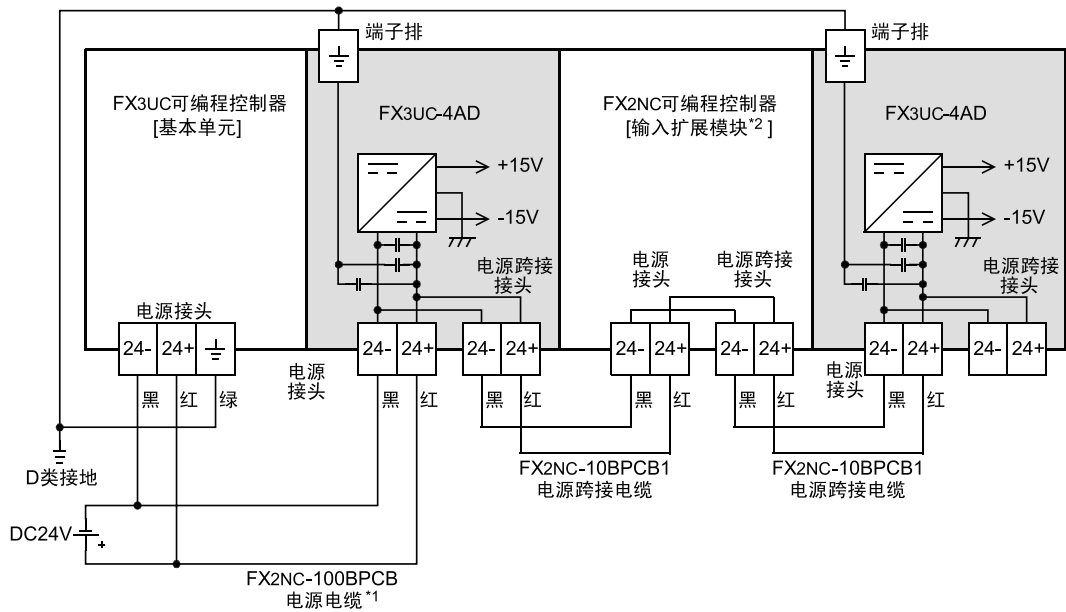 端子排
端子排
FX3UC可编程控制器
[基本单元]
FX3UC-4AD
FX2NC可编程控制器
[输入扩展模块*2 ]
FX3UC-4AD
+15V
-15V
+15V
-15V
电源接头
电源跨接
接头
电源
接头
电源跨接
接头
电源跨接
接头
24- 24+
24- 24+
24- 24+
24- 24+
24- 24+
24- 24+
24- 24+
电源
接头
电源
接头
黑 红 绿
黑 红
黑 红
黑 红
黑 红
黑 红
D类接地
FX2NC-10BPCB1
电源跨接电缆
FX2NC-10BPCB1
电源跨接电缆
DC24V
+
FX2NC-100BPCB
电源电缆*1